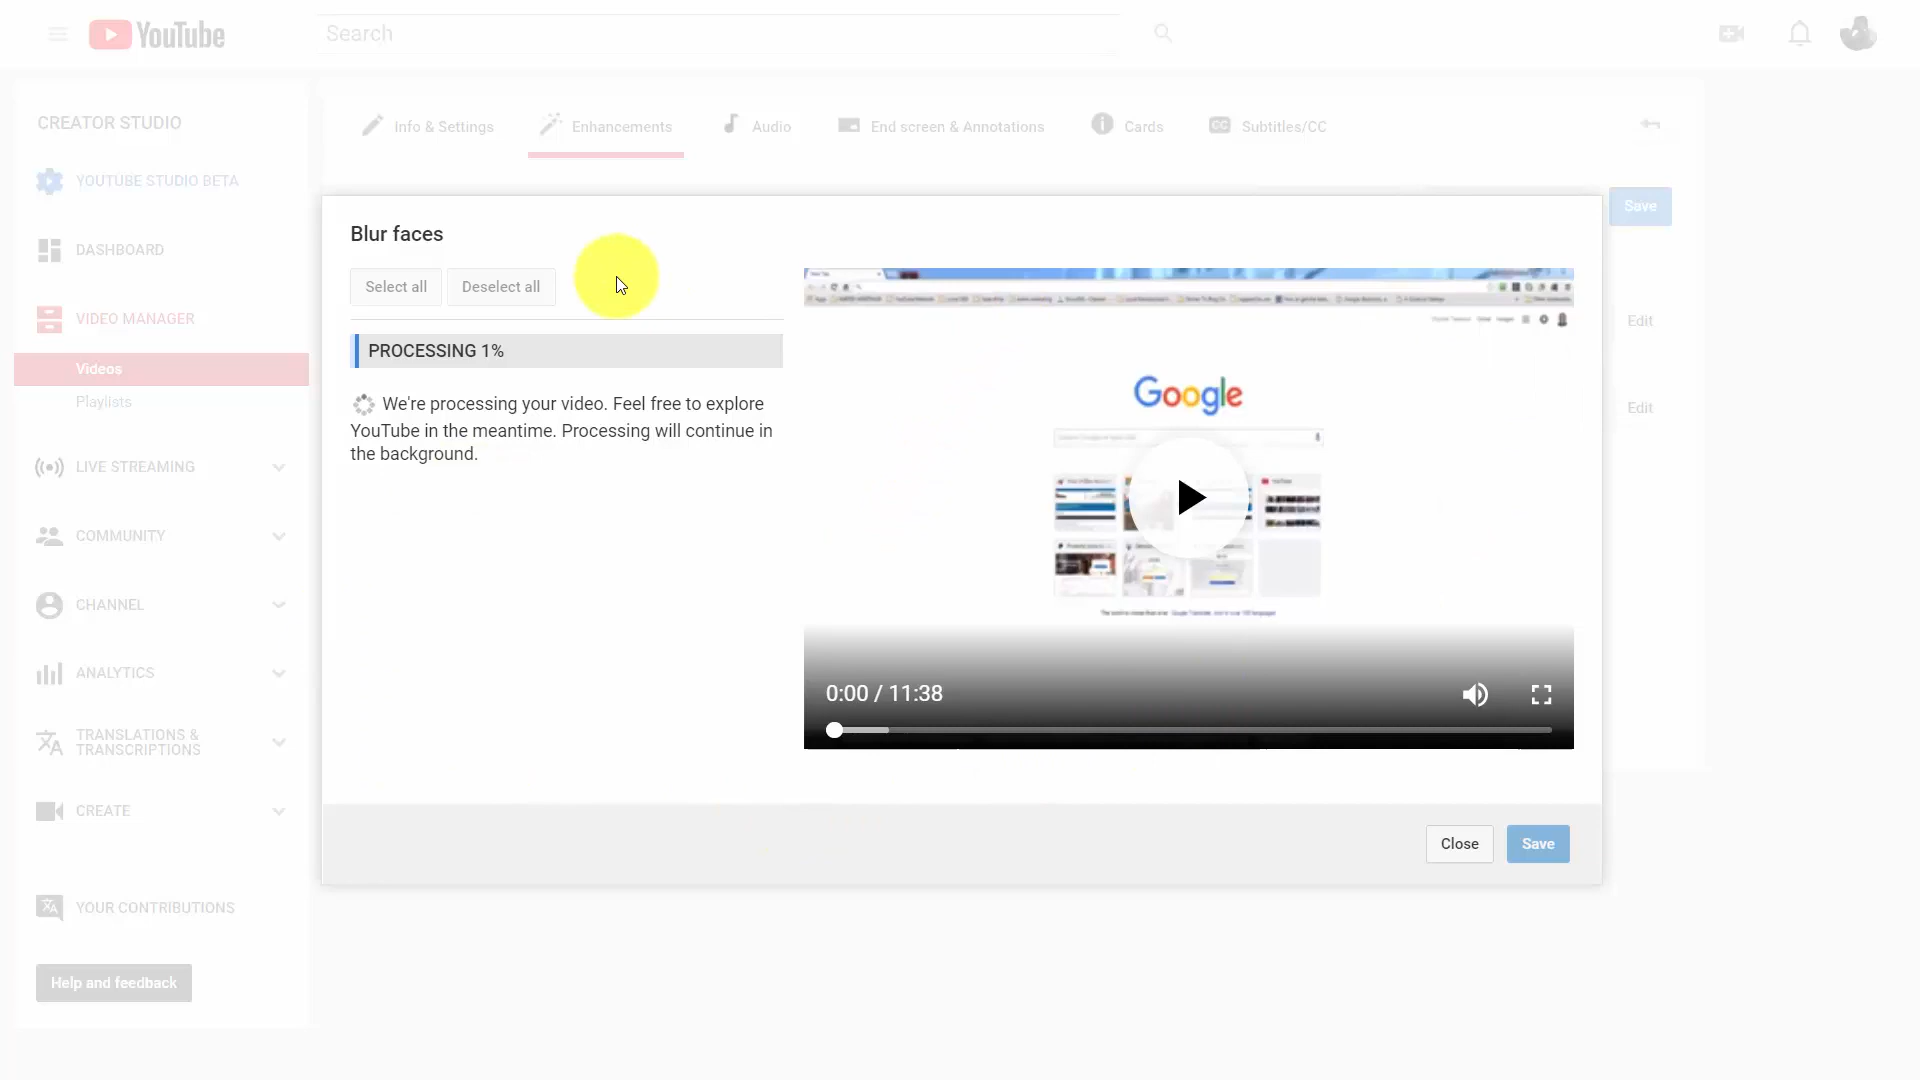 YouTube
Search
CREATOR STUDIO
YOUTUBE STUDIO BETA
DASHBOARD
VIDEO MANAGER
Videos
Playlists
LIVE STREAMING
COMMUNITY
CHANNEL
ANALYTICS
TRANSLATIONS &
TRANSCRIPTIONS
CREATE
YOUR CONTRIBUTIONS
Help and feedback
Info & Settings
Enhancements
Audio
End screen & Annotations
Cards
CC Subtitles/CC
Save
Edit
Edit
Blur faces
Select all Deselect all
PROCESSING 1%
We're processing your video. Feel free to explore
YouTube in the meantime. Processing will continue in
the background.
Google
0:00 / 11:38
Close
Save